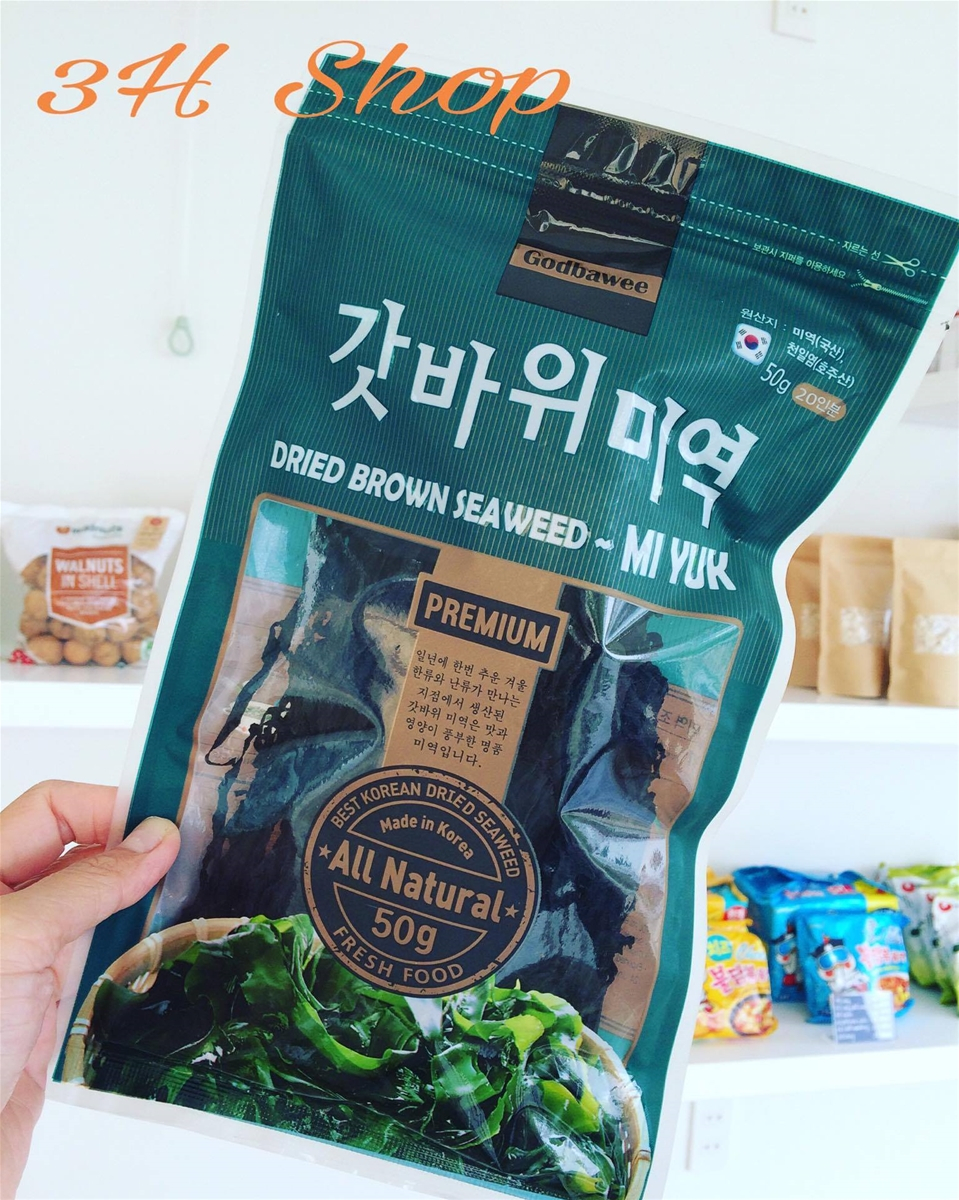 3H Shop
Godbawee
자르는 선
보관시 지퍼를 이용하세요
원산지 : 미역(국산),
천일염(호주산)
50g 20인분
갓바위 미역
DRIED BROWN SEAWEED ~ MI YUK
PREMIUM
일년에 한번 추운 겨울
한류와 난류가 만나는
지점에서 생산된
갓바위 미역은 맛과
영양이 풍부한 명품
미역입니다.
BEST KOREAN DRIED SEAWEED
Made in Korea
All Natural
50g
FRESH FOOD
WALNUTS
IN SHELL
불닭볶음면